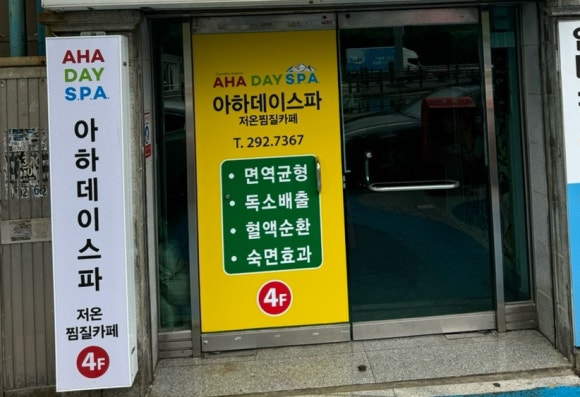 AHA
DAY
S.P.A.
아하데이스파
저온
찜질카페
4F
AHA DAY S.P.A.
아하데이스파
저온찜질카페
T. 292.7367
• 면역균형
• 독소배출
• 혈액순환
• 숙면효과
4F